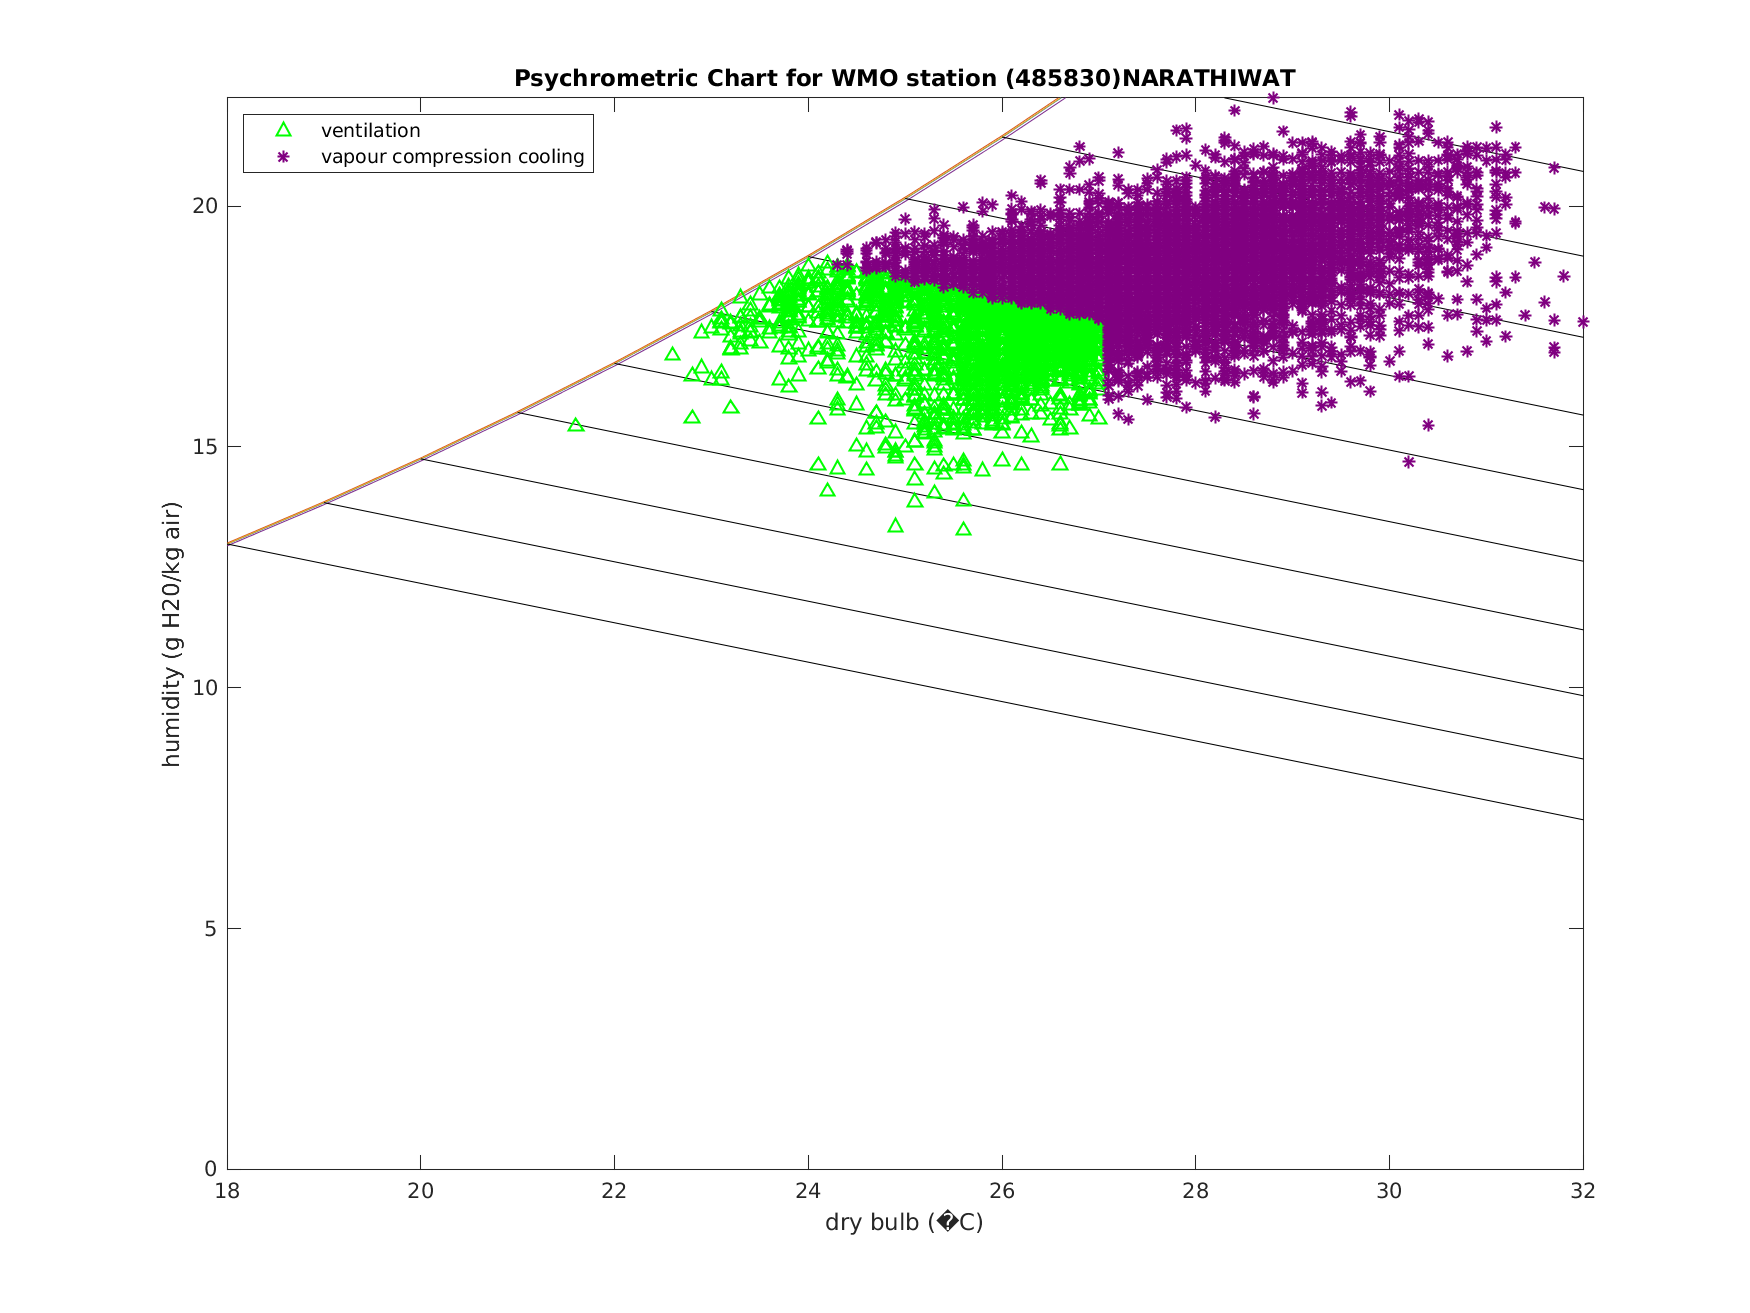 Psychrometric Chart for WMO station (485830)NARATHIWAT
ventilation
vapour compression cooling
humidity (g H20/kg air)
20
15
10
5
0
18 20 22 24 26 28 30 32
dry bulb (�C)